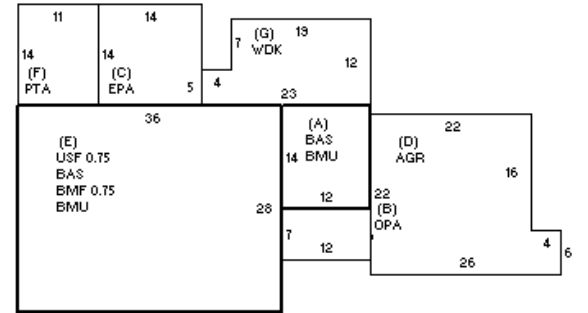 11
14
14
(F)
PTA
14
(C)
EPA
5
4
7
(G)
WDK
19
12
23
36
(E)
USF 0.75
BAS
BMF 0.75
BMU
28
(A)
BAS
14 BMU
12
22
(D)
AGR
16
22
(B)
OPA
7
12
26
4
6